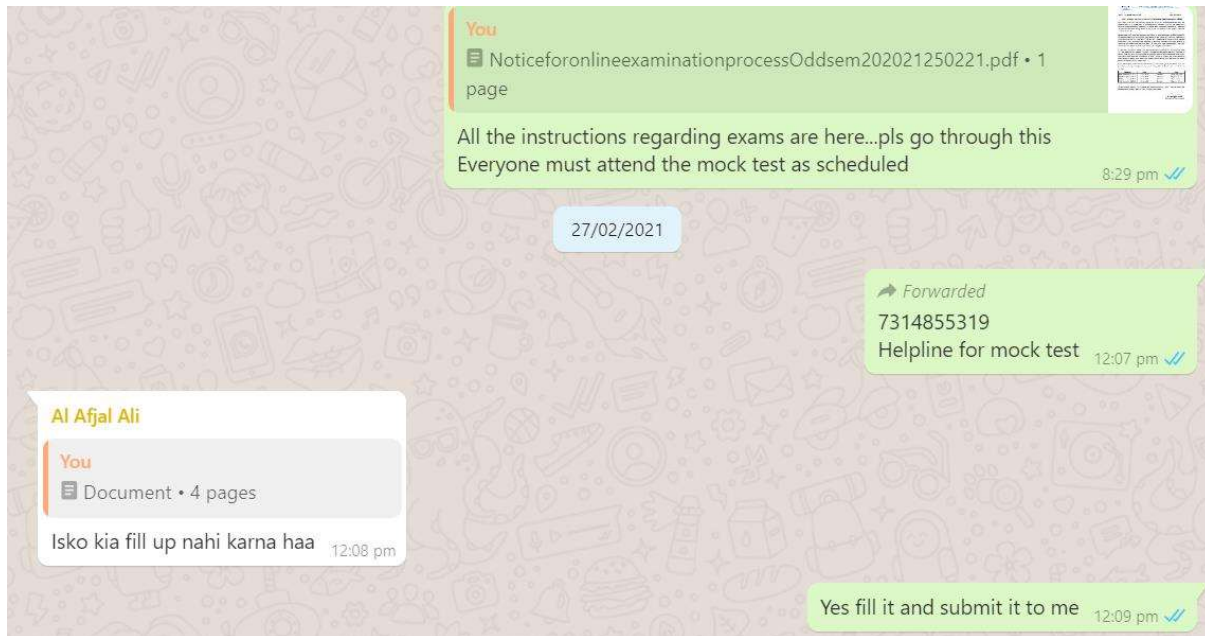 You
NoticeforonlineexaminationprocessOddsem202021250221.pdf • 1
page
All the instructions regarding exams are here...pls go through this
Everyone must attend the mock test as scheduled
8:29 pm
27/02/2021
Forwarded
7314855319
Helpline for mock test 12:07 pm
Al Afjal Ali
You
Document • 4 pages
Isko kia fill up nahi karna haa 12:08 pm
Yes fill it and submit it to me 12:09 pm